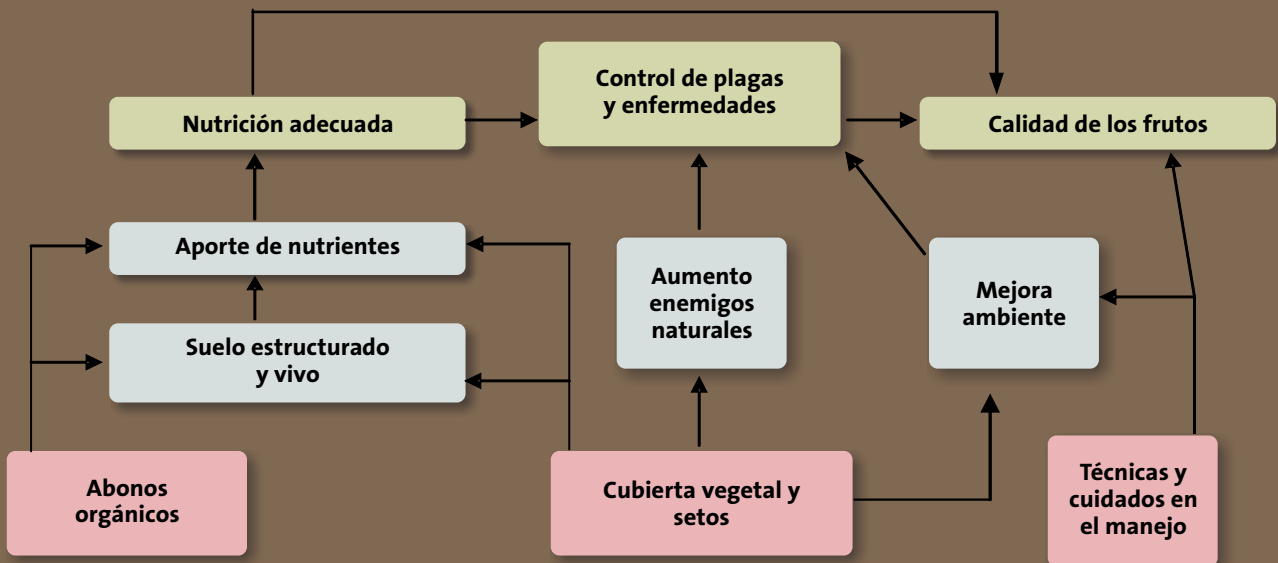 Control de plagas
y enfermedades
Nutrición adecuada
Calidad de los frutos
Aporte de nutrientes
Aumento
enemigos
naturales
Mejora
ambiente
Suelo estructurado
y vivo
Abonos
orgánicos
Cubierta vegetal y
setos
Técnicas y
cuidados en
el manejo